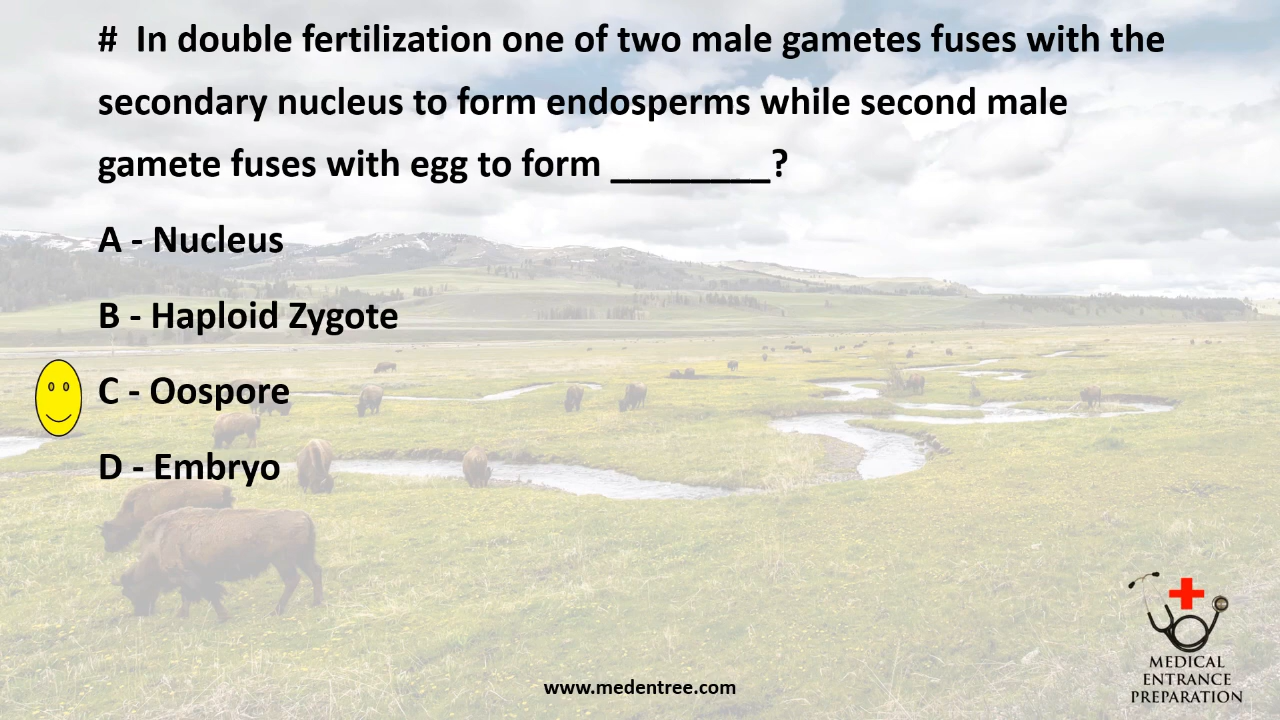 # In double fertilization one of two male gametes fuses with the
secondary nucleus to form endosperms while second male
gamete fuses with egg to form ________?
A - Nucleus
B - Haploid Zygote
C - Oospore
D - Embryo
MEDICAL
ENTRANCE
PREPARATION
www.medentree.com